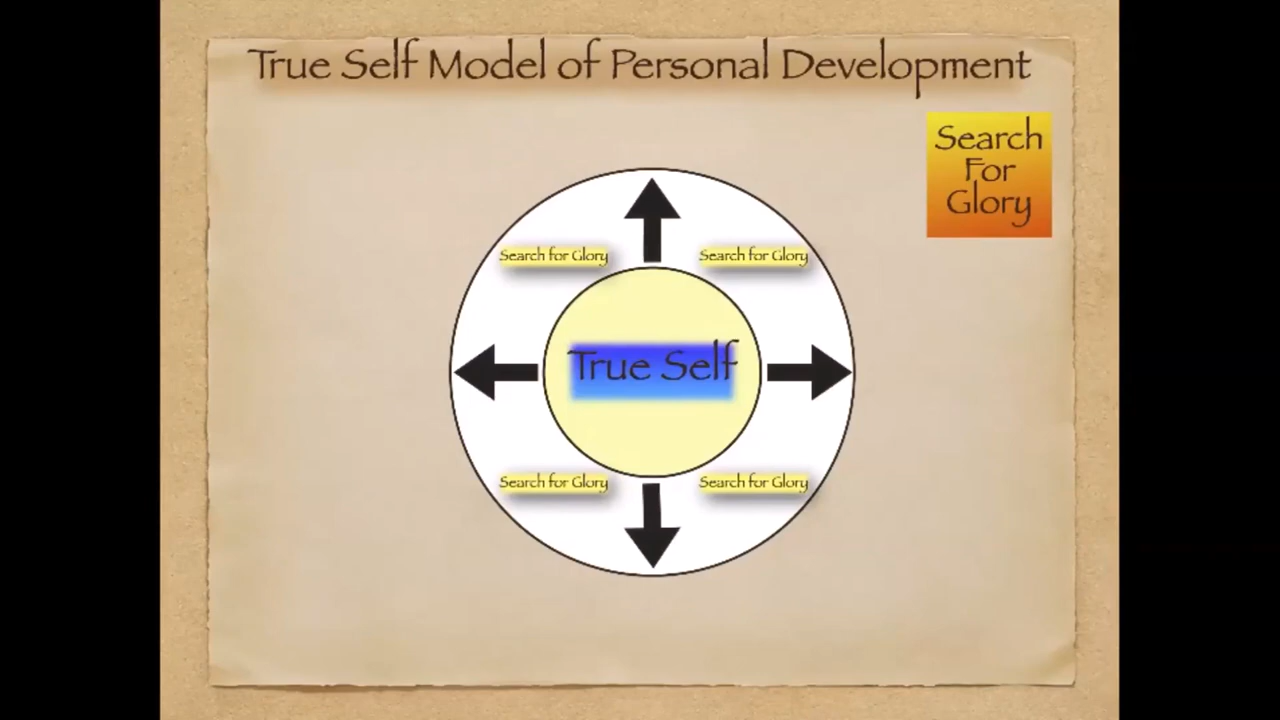 True Self Model of Personal Development
Search
For
Glory
Search for Glory
Search for Glory
True Self
Search for Glory
Search for Glory